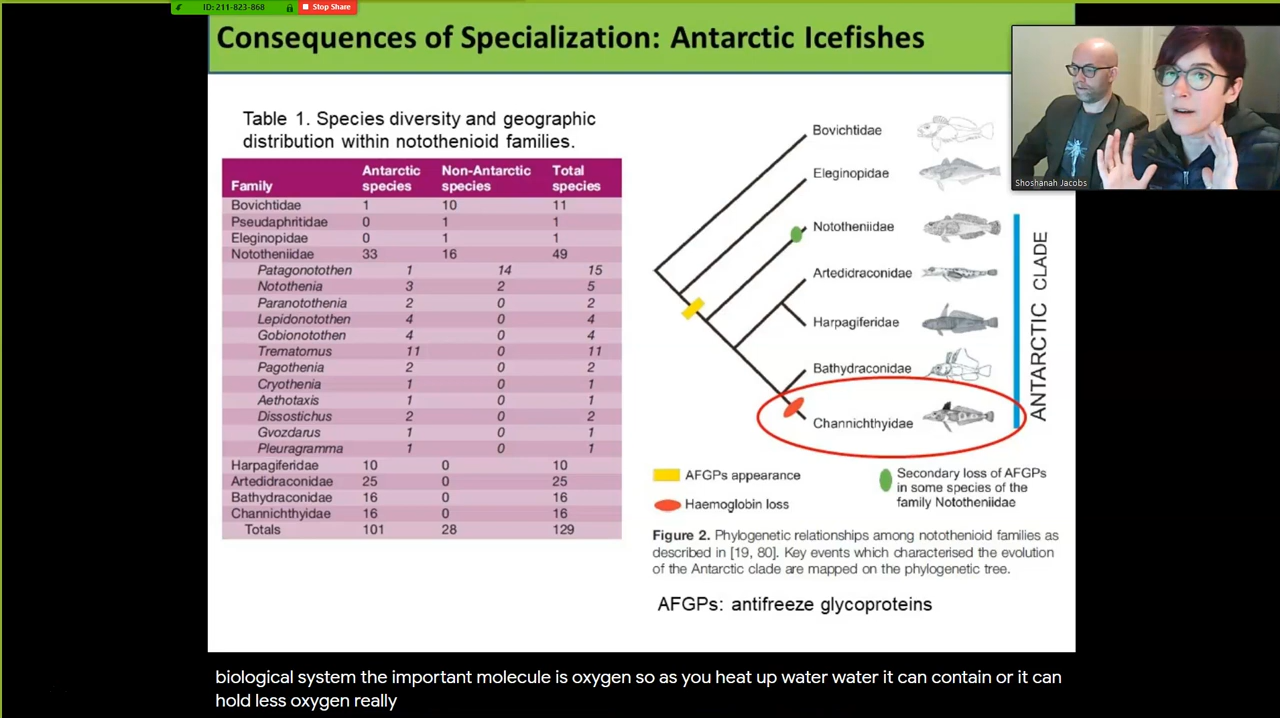 ID: 211-823-868
Stop Share
Consequences of Specialization: Antarctic Icefishes
Shoshanah Jacobs
Table 1. Species diversity and geographic
distribution within notothenioid families.
Family Antarctic species Non-Antarctic species Total species
Bovichtidae 1 10 11
Pseudaphritidae 0 1 1
Eleginopidae 0 1 1
Nototheniidae 33 16 49
Patagonotothen 1 14 15
Notothenia 3 2 5
Paranotothenia 2 0 2
Lepidonotothen 4 0 4
Gobionotothen 4 0 4
Trematomus 11 0 11
Pagothenia 2 0 2
Cryothenia 1 0 1
Aethotaxis 1 0 1
Dissostichus 2 0 2
Gvozdarus 1 0 1
Pleuragramma 1 0 1
Harpagiferidae 10 0 10
Artedidraconidae 25 0 25
Bathydraconidae 16 0 16
Channichthyidae 16 0 16
Totals 101 28 129
Bovichtidae
Eleginopidae
Nototheniidae
Artedidraconidae
Harpagiferidae
Bathydraconidae
Channichthyidae
ANTARCTIC CLADE
AFGPs appearance
Haemoglobin loss
Secondary loss of AFGPs
in some species of the
family Nototheniidae
Figure 2. Phylogenetic relationships among notothenioid families as
described in [19, 80]. Key events which characterised the evolution
of the Antarctic clade are mapped on the phylogenetic tree.
AFGPs: antifreeze glycoproteins
biological system the important molecule is oxygen so as you heat up water water it can contain or it can
hold less oxygen really